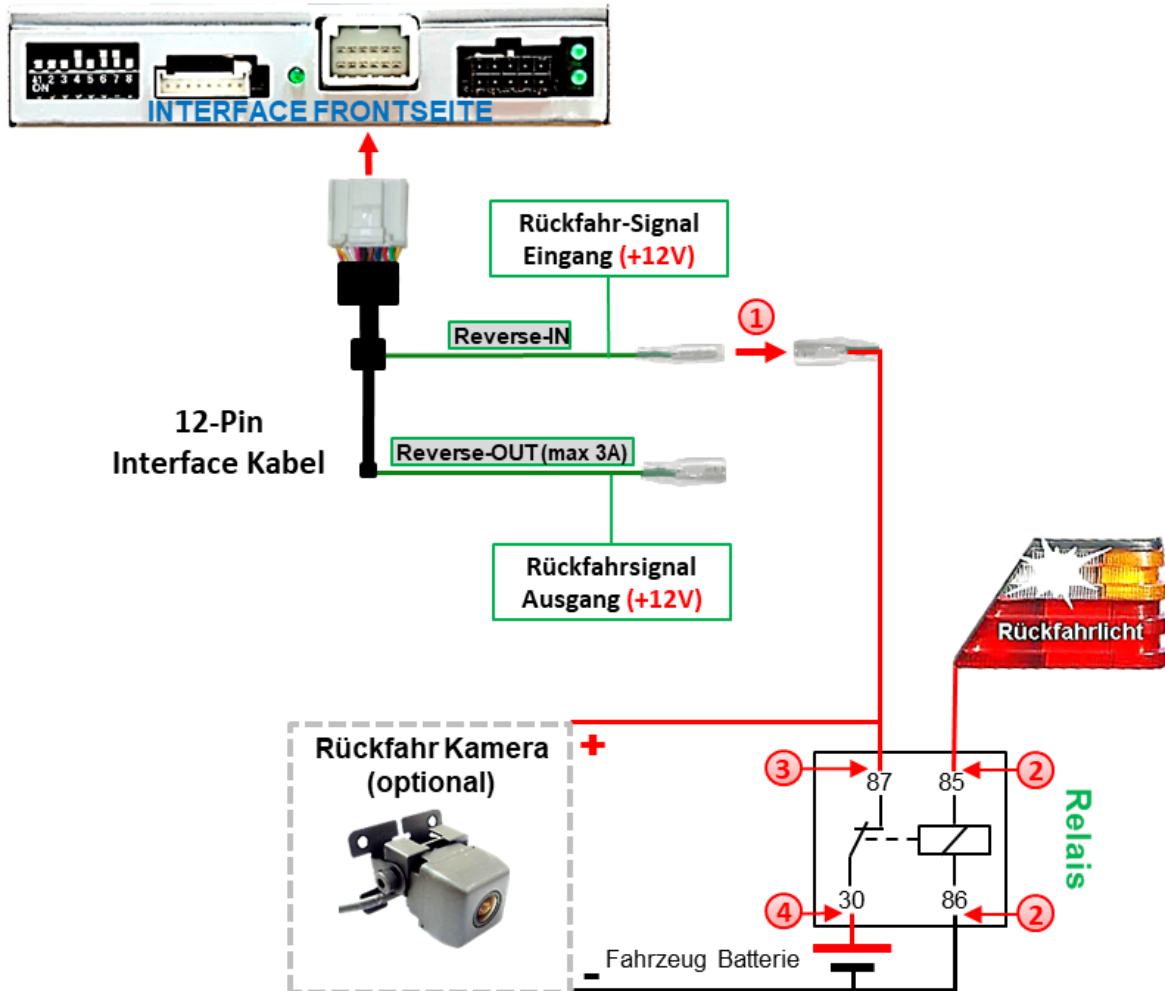 A1 2 3 4 5 6 7 8
ON
INTERFACE FRONTSEITE
Rückfahr-Signal
Eingang (+12V)
Reverse-IN
1
12-Pin
Interface Kabel
Reverse-OUT (max 3A)
Rückfahrsignal
Ausgang (+12V)
Rückfahrlicht
Rückfahr Kamera
(optional)
+
3
87
85
2
Relais
4
30
86
2
- Fahrzeug Batterie